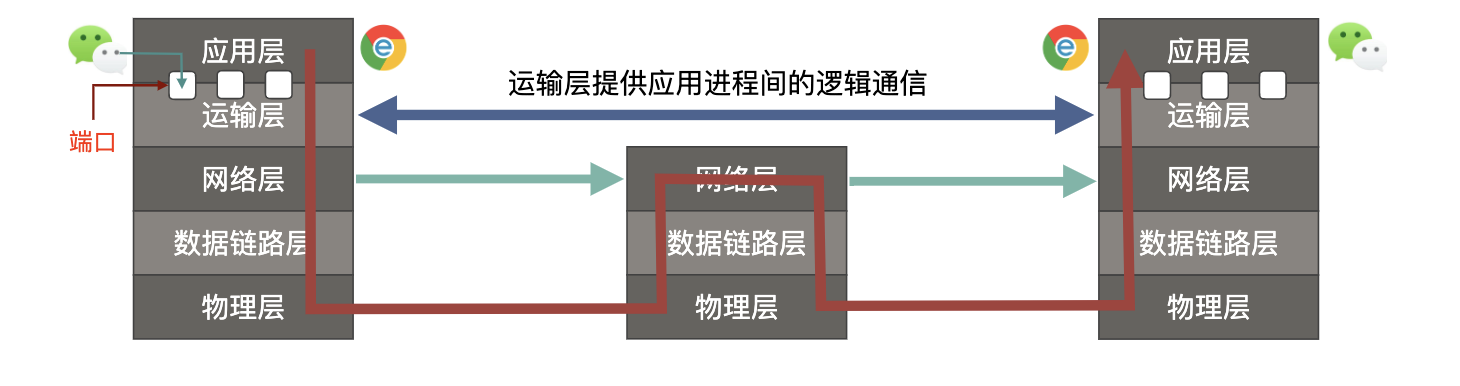 应用层
运输层
网络层
数据链路层
物理层
端口
运输层提供应用进程间的逻辑通信
网络层
数据链路层
物理层
应用层
运输层
网络层
数据链路层
物理层